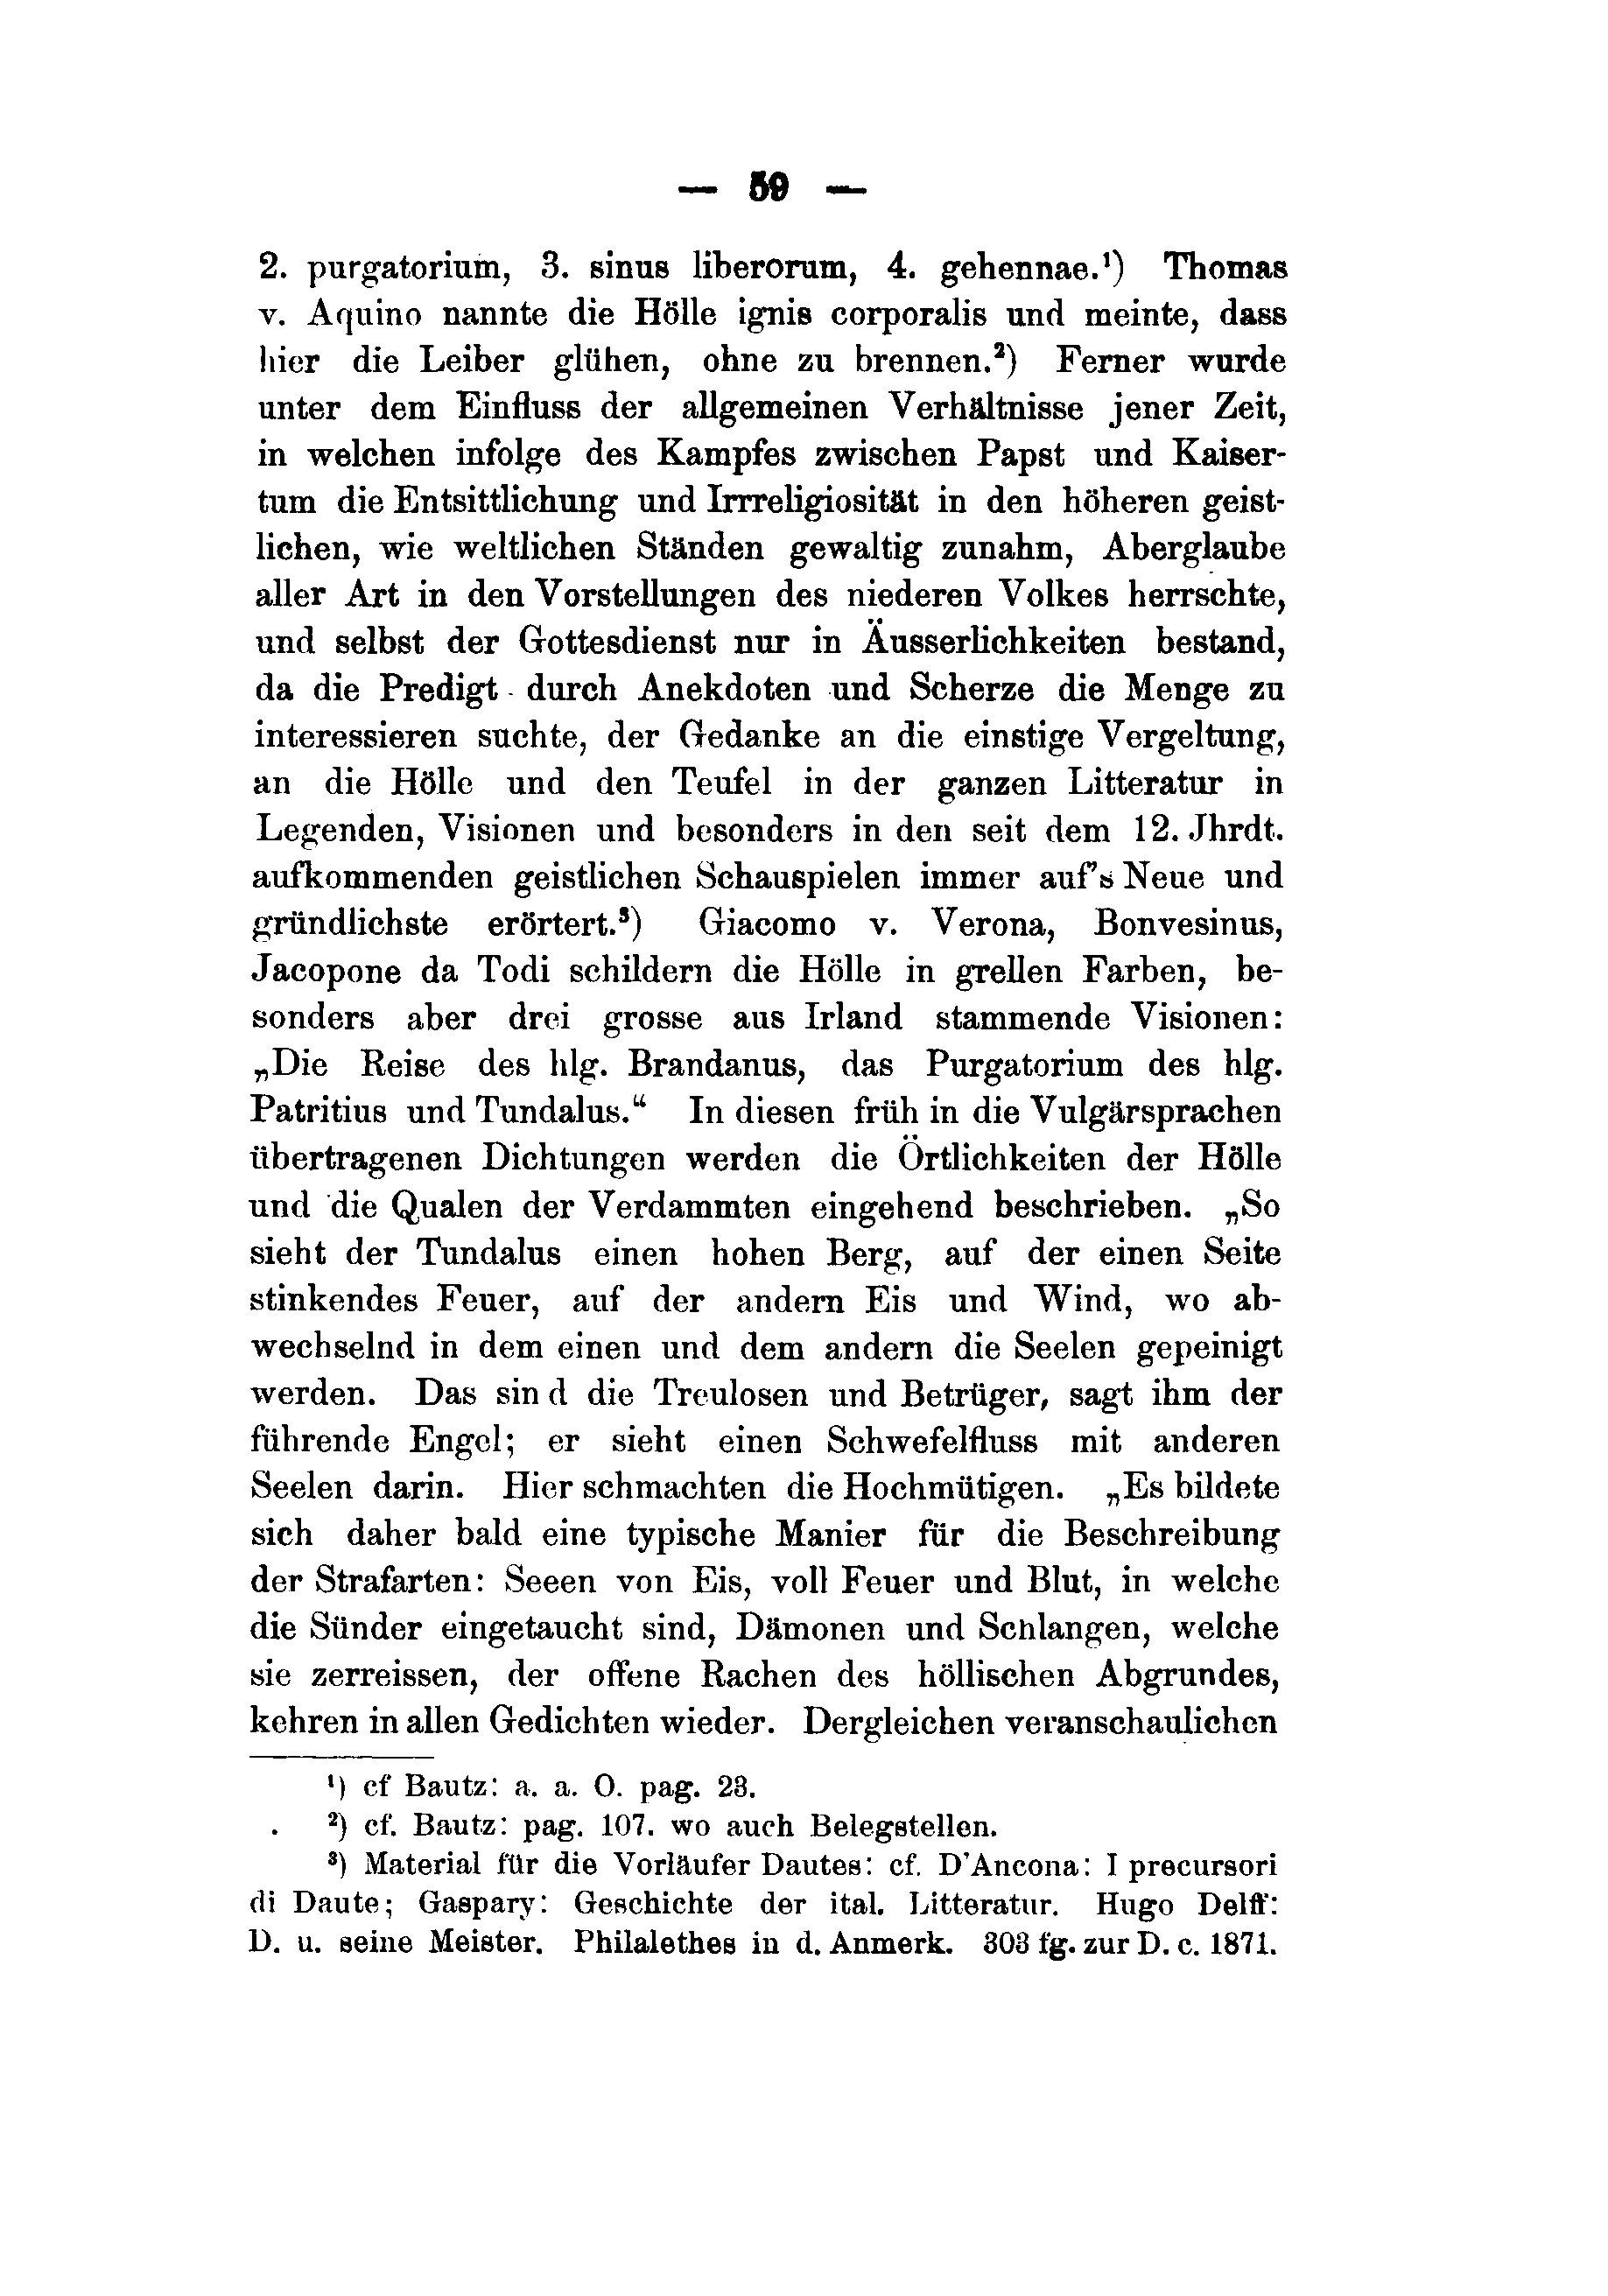 — 59 —
2. purgatorium, 3. sinus liberorum, 4. gehennae.¹) Thomas
v. Aquino nannte die Hölle ignis corporalis und meinte, dass
hier die Leiber glühen, ohne zu brennen.²) Ferner wurde
unter dem Einfluss der allgemeinen Verhältnisse jener Zeit,
in welchen infolge des Kampfes zwischen Papst und Kaiser-
tum die Entsittlichung und Irrreligiosität in den höheren geist-
lichen, wie weltlichen Ständen gewaltig zunahm, Aberglaube
aller Art in den Vorstellungen des niederen Volkes herrschte,
und selbst der Gottesdienst nur in Äusserlichkeiten bestand,
da die Predigt durch Anekdoten und Scherze die Menge zu
interessieren suchte, der Gedanke an die einstige Vergeltung,
an die Hölle und den Teufel in der ganzen Litteratur in
Legenden, Visionen und besonders in den seit dem 12. Jhrdt.
aufkommenden geistlichen Schauspielen immer auf's Neue und
gründlichste erörtert.³) Giacomo v. Verona, Bonvesinus,
Jacopone da Todi schildern die Hölle in grellen Farben, be-
sonders aber drei grosse aus Irland stammende Visionen:
„Die Reise des hlg. Brandanus, das Purgatorium des hlg.
Patritius und Tundalus.“ In diesen früh in die Vulgärsprachen
übertragenen Dichtungen werden die Örtlichkeiten der Hölle
und die Qualen der Verdammten eingehend beschrieben. „So
sieht der Tundalus einen hohen Berg, auf der einen Seite
stinkendes Feuer, auf der andern Eis und Wind, wo ab-
wechselnd in dem einen und dem andern die Seelen gepeinigt
werden. Das sin d die Treulosen und Betrüger, sagt ihm der
führende Engel; er sieht einen Schwefelfluss mit anderen
Seelen darin. Hier schmachten die Hochmütigen. „Es bildete
sich daher bald eine typische Manier für die Beschreibung
der Strafarten: Seeen von Eis, voll Feuer und Blut, in welche
die Sünder eingetaucht sind, Dämonen und Schlangen, welche
sie zerreissen, der offene Rachen des höllischen Abgrundes,
kehren in allen Gedichten wieder. Dergleichen veranschaulichen
¹) cf Bautz: a. a. O. pag. 23.
²) cf. Bautz: pag. 107. wo auch Belegstellen.
³) Material für die Vorläufer Dautes: cf. D'Ancona: I precursori
di Daute; Gaspary: Geschichte der ital. Litteratur. Hugo Delff:
D. u. seine Meister. Philalethes in d. Anmerk. 303 fg. zur D. c. 1871.